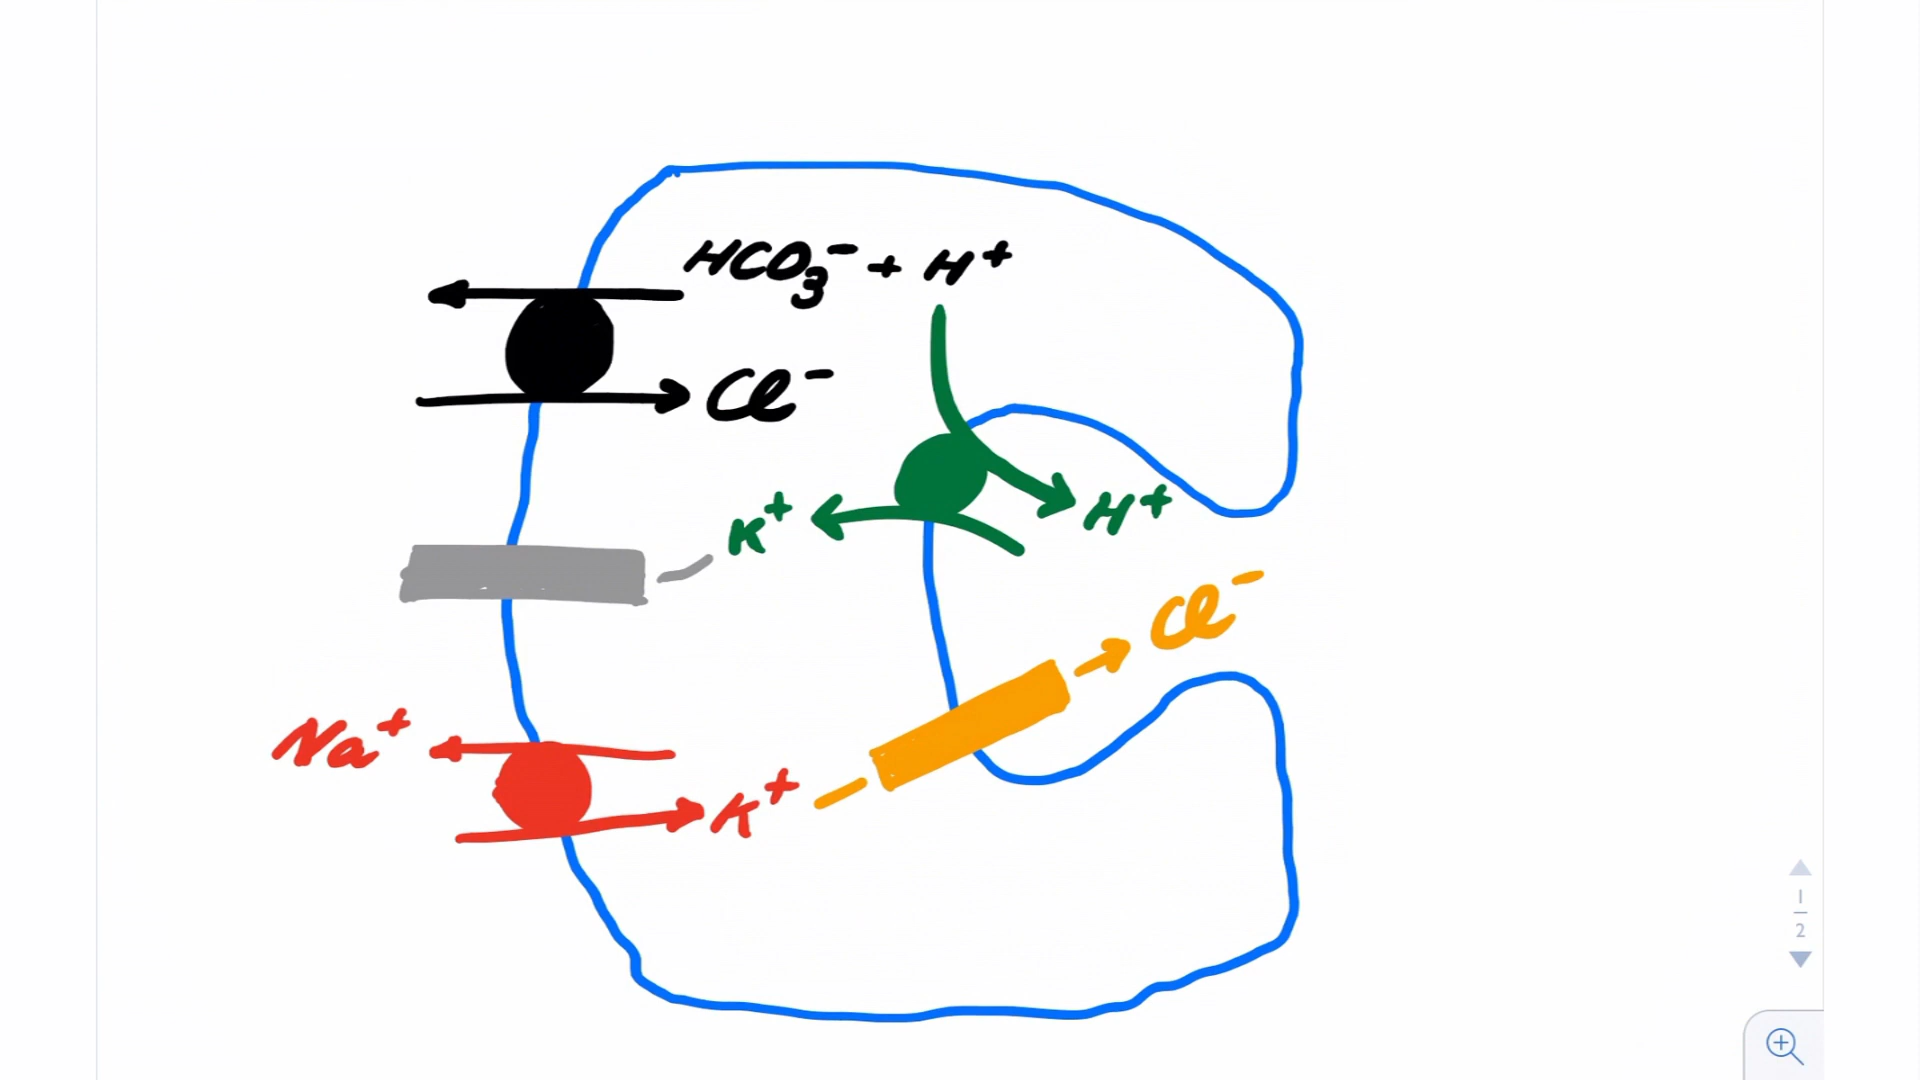 HCO₃⁻ + H⁺
Cl⁻
K⁺
H⁺
Cl⁻
Na⁺
K⁺
1
2